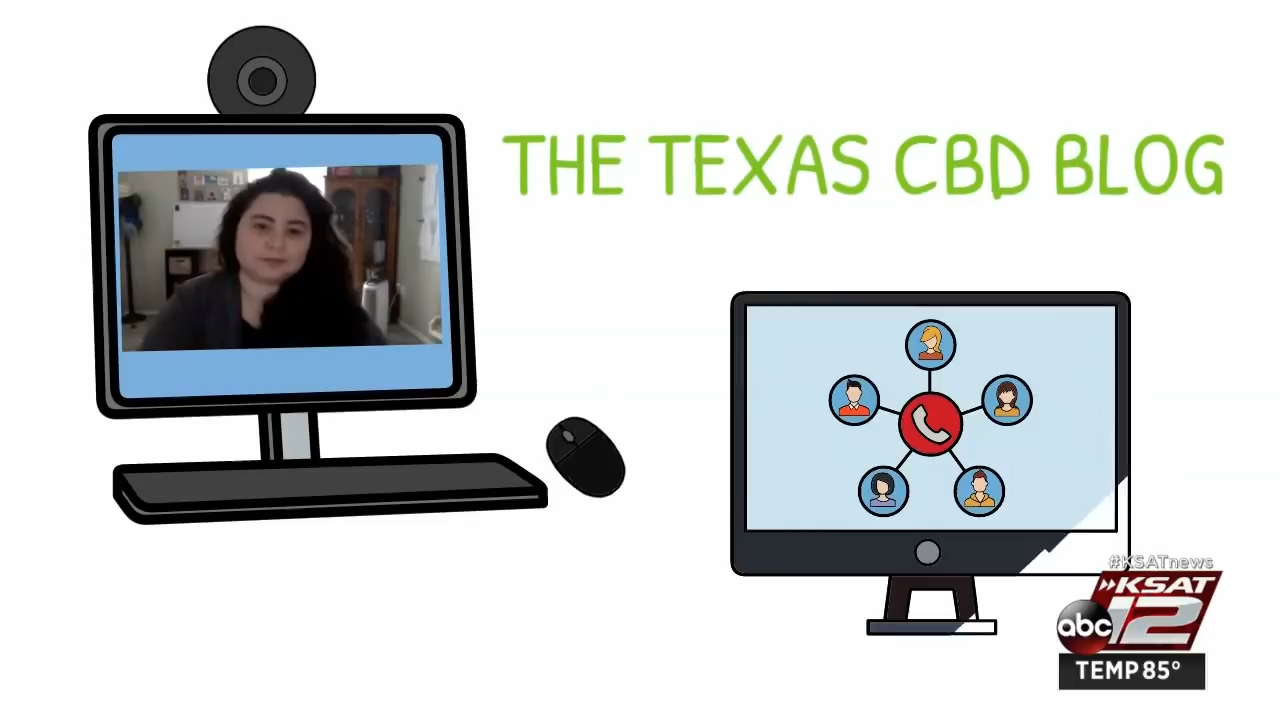 THE TEXAS CBD BLOG
#KSATnews
KSAT
abc 12
TEMP 85°